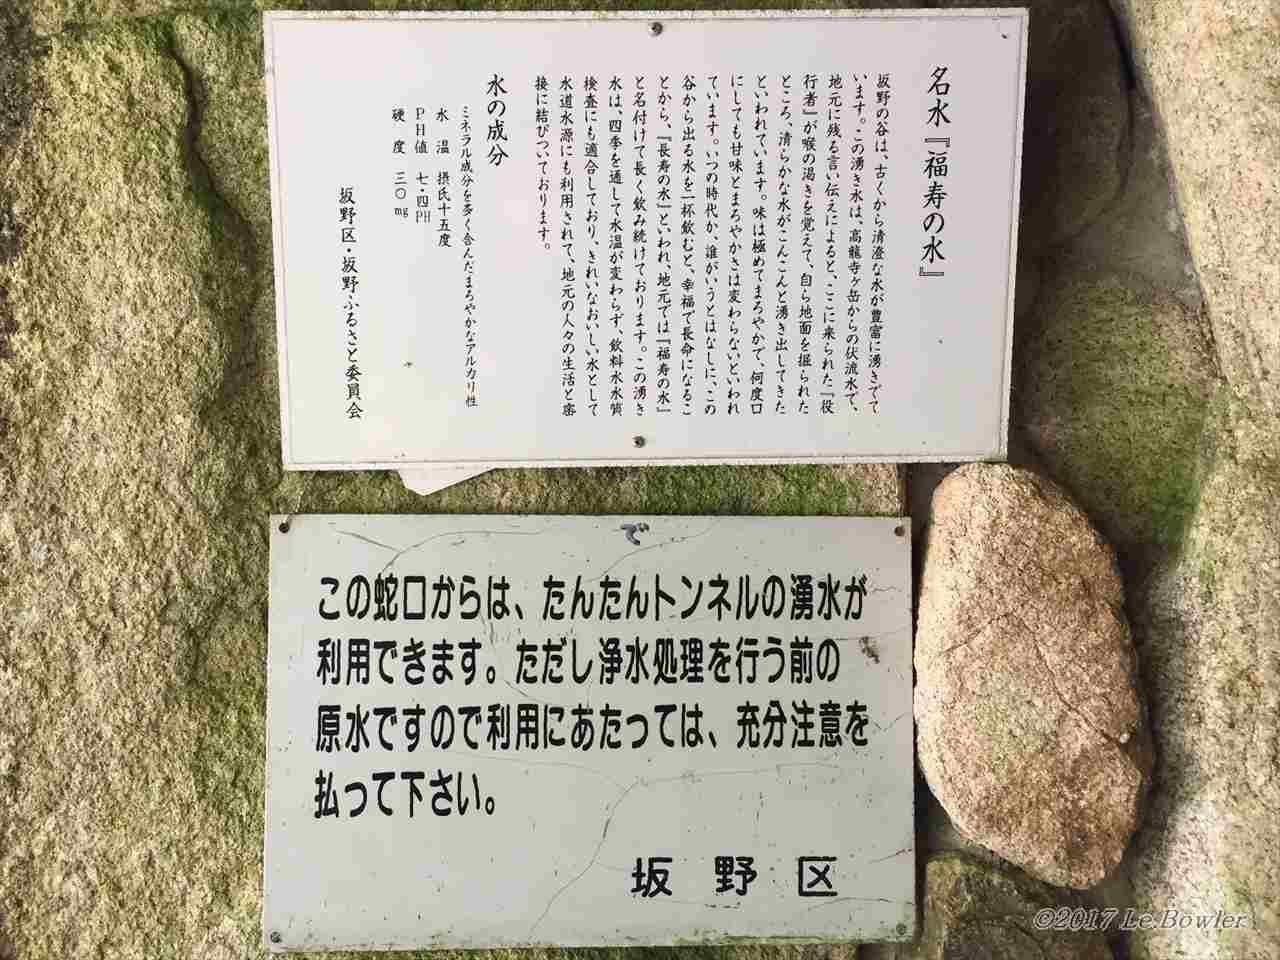 名水『福寿の水』
坂野の谷は、古くから清澄な水が豊富に湧きでて
います。この湧き水は、高龍寺ヶ岳からの伏流水で、
地元に残る言い伝えによると、ここに来られた『役
行者』が喉の渇きを覚えて、自ら地面を掘られた
ところ、清らかな水がこんこんと湧き出してきた
といわれています。味は極めてまろやかで、何度口
にしても甘味とまろやかさは変わらないといわれ
ています。いつの時代か、誰がいうとはなしに、この
谷から出る水を一杯飲むと、幸福で長命になるこ
とから、『長寿の水』といわれ、地元では『福寿の水』
と名付けて長く飲み続けております。この湧き
水は、四季を通して水温が変わらず、飲料水水質
検査にも適合しており、きれいなおいしい水として
水道水源にも利用されて、地元の人々の生活と密
接に結びついております。
水の成分
ミネラル成分を多く含んだまろやかなアルカリ性
水 温 摂氏十五度
PH値 七・四PH
硬 度 三〇mg
坂野区・坂野ふるさと委員会
で
この蛇口からは、たんたんトンネルの湧水が
利用できます。ただし浄水処理を行う前の
原水ですので利用にあたっては、充分注意を
払って下さい。
坂 野 区
©2017 Le.Bowler